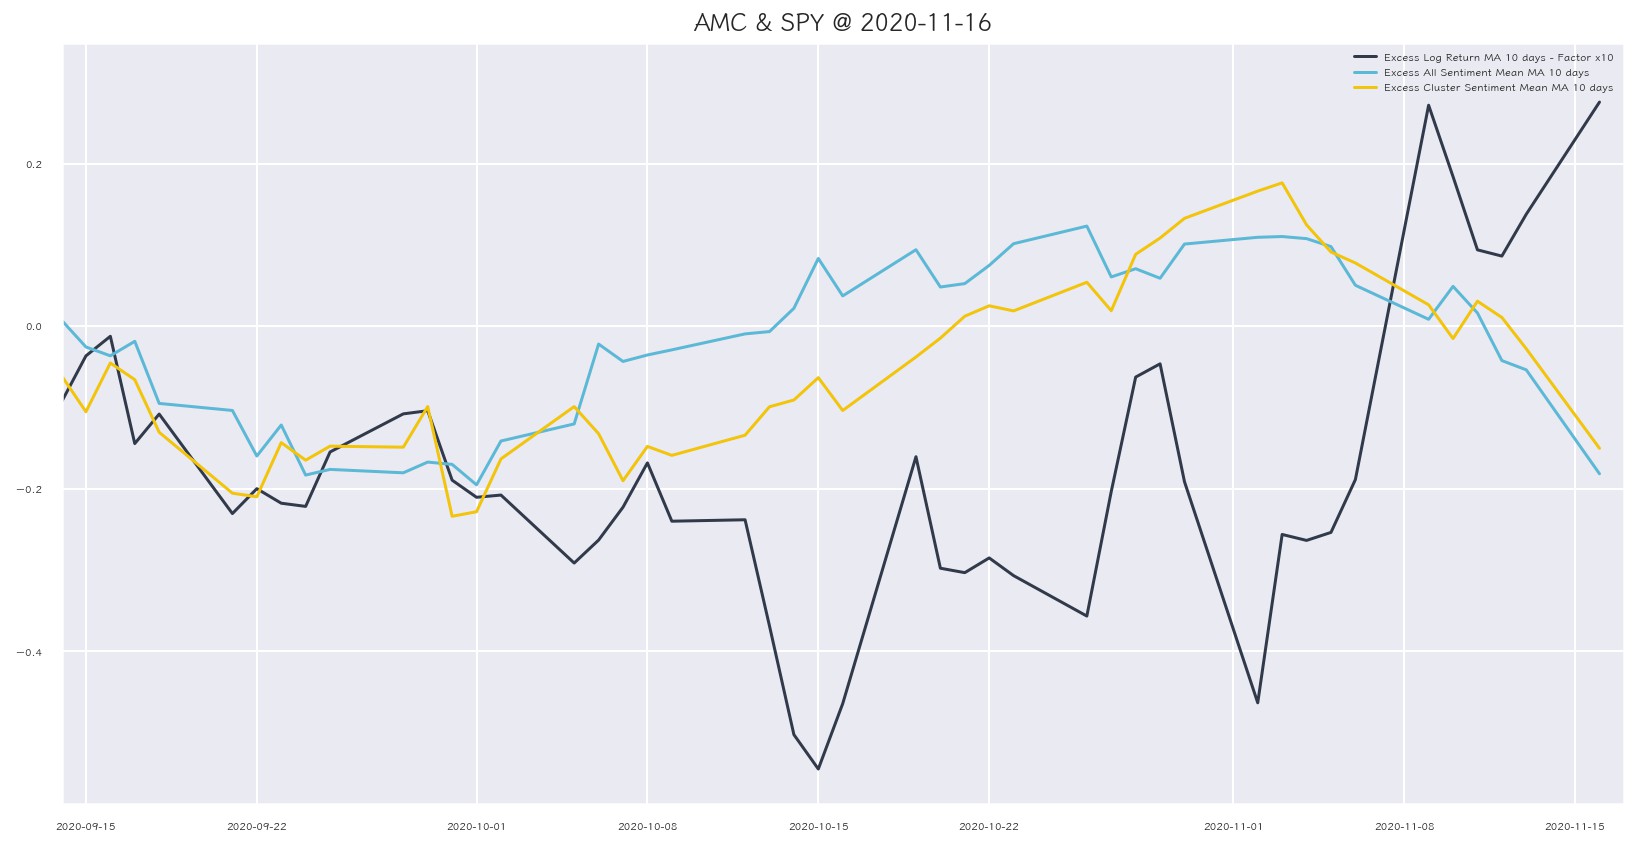 AMC & SPY @ 2020-11-16
Excess Log Return MA 10 days - Factor x10
Excess All Sentiment Mean MA 10 days
Excess Cluster Sentiment Mean MA 10 days
0.2
0.0
−0.2
−0.4
2020-09-15 2020-09-22 2020-10-01 2020-10-08 2020-10-15 2020-10-22 2020-11-01 2020-11-08 2020-11-15